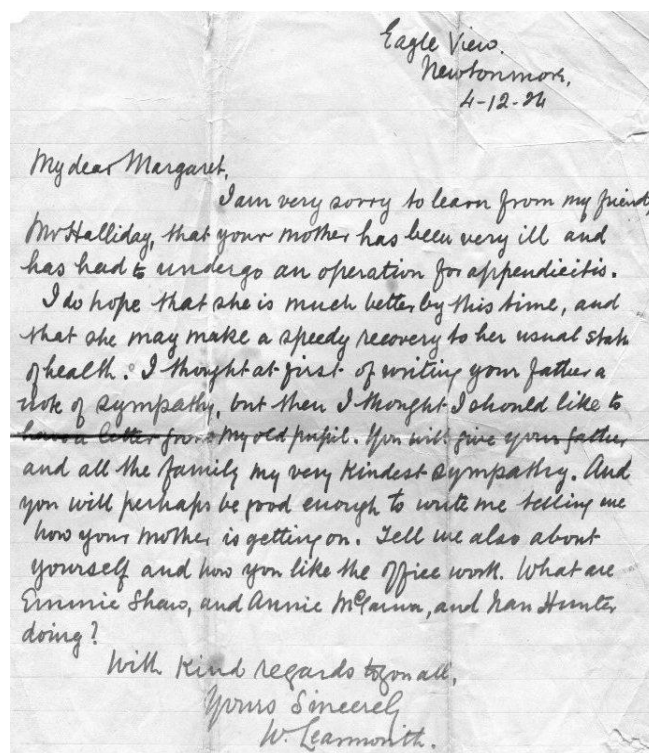 Eagle View.
Newtonmore,
4-12-24
My dear Margaret,
I am very sorry to learn from my friend,
Mr Halliday, that your mother has been very ill and
has had to undergo an operation for appendicitis.
I do hope that she is much better by this time, and
that she may make a speedy recovery to her usual state
of health. I thought at first of writing your father a
note of sympathy, but then I thought I should like to
have a letter from my old pupil. You will give your father
and all the family my very kindest sympathy. And
you will perhaps be good enough to write me telling me
how your mother is getting on. Tell me also about
yourself and how you like the office work. What are
Emmie Shaw, and Annie and Nan Hunter
doing?
With kind regards to you all,
Yours Sincerely
W. Learmonth.